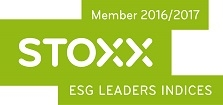 Member 2016/2017
STOXX
ESG LEADERS INDICES